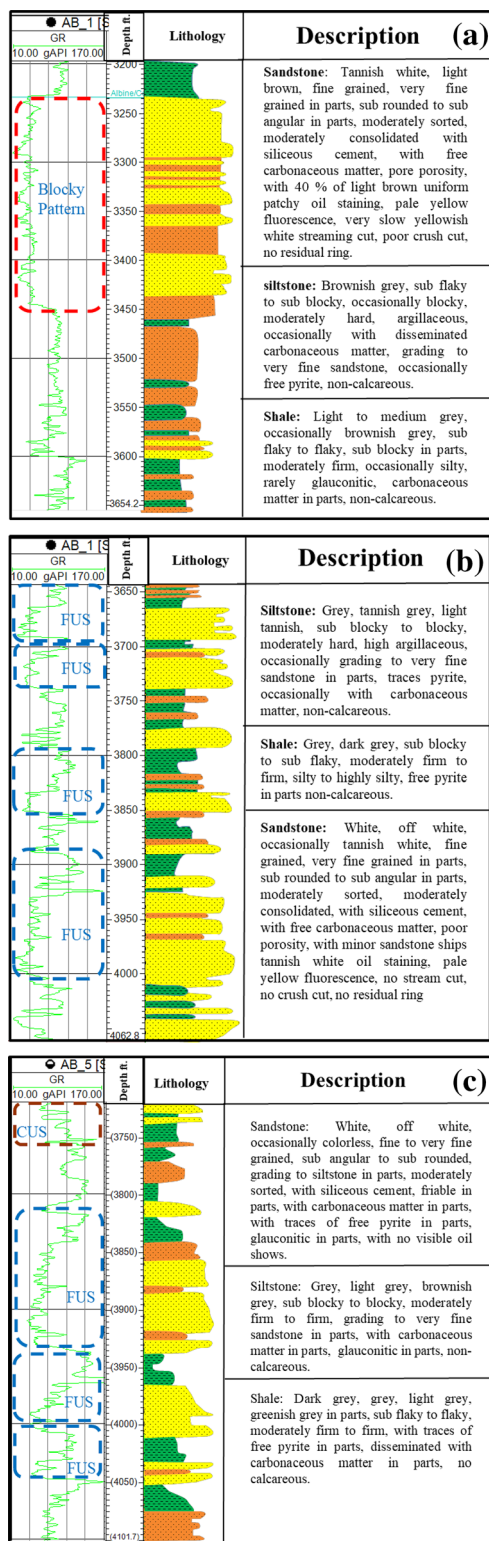 AB_1 [S
GR
10.00 gAPI 170.00
Depth ft.
Lithology
Description
(a)
3200
Albine/C
3250
3300
3350
3400
3450
3500
3550
3600
3654.2
Blocky
Pattern
Sandstone: Tannish white, light
brown, fine grained, very fine
grained in parts, sub rounded to sub
angular in parts, moderately sorted,
moderately consolidated with
siliceous cement, with free
carbonaceous matter, pore porosity,
with 40 % of light brown uniform
patchy oil staining, pale yellow
fluorescence, very slow yellowish
white streaming cut, poor crush cut,
no residual ring.
siltstone: Brownish grey, sub flaky
to sub blocky, occasionally blocky,
moderately hard, argillaceous,
occasionally with disseminated
carbonaceous matter, grading to
very fine sandstone, occasionally
free pyrite, non-calcareous.
Shale: Light to medium grey,
occasionally brownish grey, sub
flaky to flaky, sub blocky in parts,
moderately firm, occasionally silty,
rarely glauconitic, carbonaceous
matter in parts, non-calcareous.
AB_1 [S
GR
10.00 gAPI 170.00
Depth ft.
Lithology
Description
(b)
3650
3700
3750
3800
3850
3900
3950
4000
4062.8
FUS
FUS
FUS
FUS
Siltstone: Grey, tannish grey, light
tannish, sub blocky to blocky,
moderately hard, high argillaceous,
occasionally grading to very fine
sandstone in parts, traces pyrite,
occasionally with carbonaceous
matter, non-calcareous.
Shale: Grey, dark grey, sub blocky
to sub flaky, moderately firm to
firm, silty to highly silty, free pyrite
in parts non-calcareous.
Sandstone: White, off white,
occasionally tannish white, fine
grained, very fine grained in parts,
sub rounded to sub angular in parts,
moderately sorted, moderately
consolidated, with siliceous cement,
with free carbonaceous matter, poor
porosity, with minor sandstone ships
tannish white oil staining, pale
yellow fluorescence, no stream cut,
no crush cut, no residual ring
AB_5 [S
GR
10.00 gAPI 170.00
Depth ft.
Lithology
Description
(c)
3750)
(3800)
(3850)
(3900)
(3950)
(4000)
(4050)
(4101.7)
CUS
FUS
FUS
FUS
Sandstone: White, off white,
occasionally colorless, fine to very fine
grained, sub angular to sub rounded,
grading to siltstone in parts, moderately
sorted, with siliceous cement, friable in
parts, with carbonaceous matter in parts,
with traces of free pyrite in parts,
glauconitic in parts, with no visible oil
shows.
Siltstone: Grey, light grey, brownish
grey, sub blocky to blocky, moderately
firm to firm, grading to very fine
sandstone in parts, with carbonaceous
matter in parts, glauconitic in parts, non-
calcareous.
Shale: Dark grey, grey, light grey,
greenish grey in parts, sub flaky to flaky,
moderately firm to firm, with traces of
free pyrite in parts, disseminated with
carbonaceous matter in parts, no
calcareous.